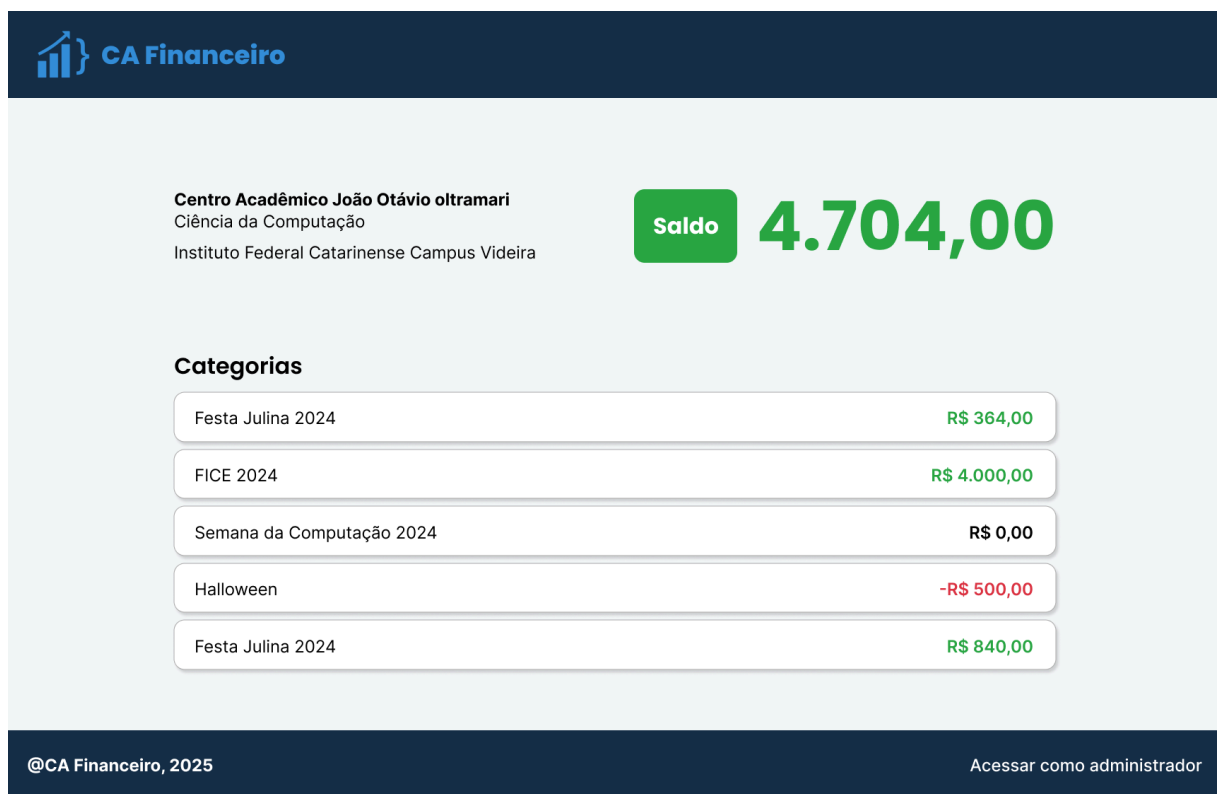 CA Financeiro
Centro Acadêmico João Otávio oltramari
Ciência da Computação
Instituto Federal Catarinense Campus Videira
Saldo 4.704,00
Categorias
Festa Julina 2024 R$ 364,00
FICE 2024 R$ 4.000,00
Semana da Computação 2024 R$ 0,00
Halloween -R$ 500,00
Festa Julina 2024 R$ 840,00
@CA Financeiro, 2025 Acessar como administrador